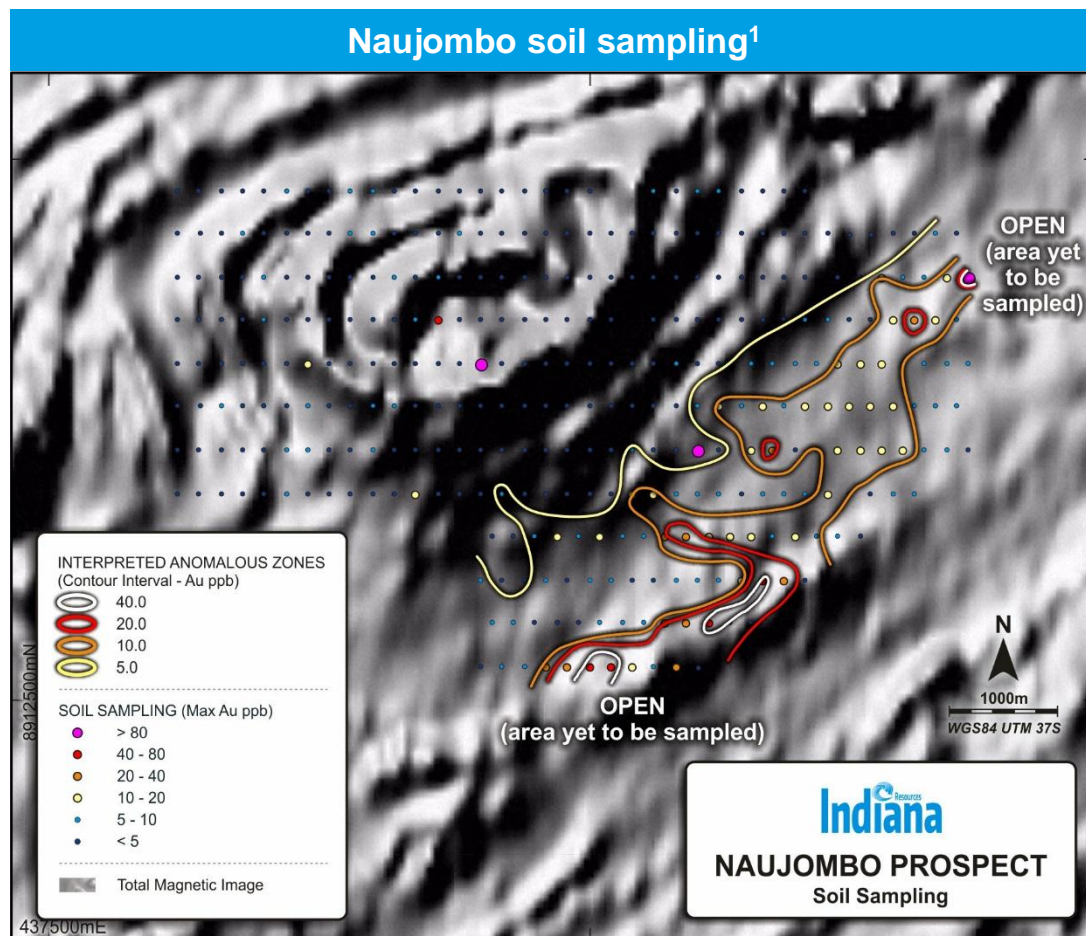 Naujombo soil sampling1
OPEN
(area yet
to be
sampled)
INTERPRETED ANOMALOUS ZONES
(Contour Interval - Au ppb)
40.0
20.0
10.0
5.0
SOIL SAMPLING (Max Au ppb)
> 80
40 - 80
20 - 40
10 - 20
5 - 10
< 5
Total Magnetic Image
8912500mN
437500mE
OPEN
(area yet to be sampled)
N
1000m
WGS84 UTM 37S
Indiana
Resources
NAUJOMBO PROSPECT
Soil Sampling